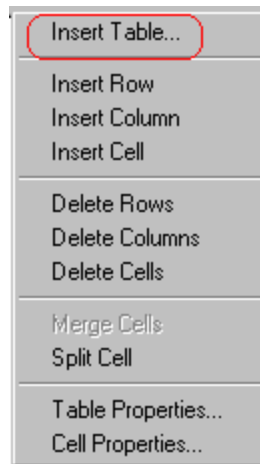 Insert Table...
Insert Row
Insert Column
Insert Cell
Delete Rows
Delete Columns
Delete Cells
Merge Cells
Split Cell
Table Properties...
Cell Properties...